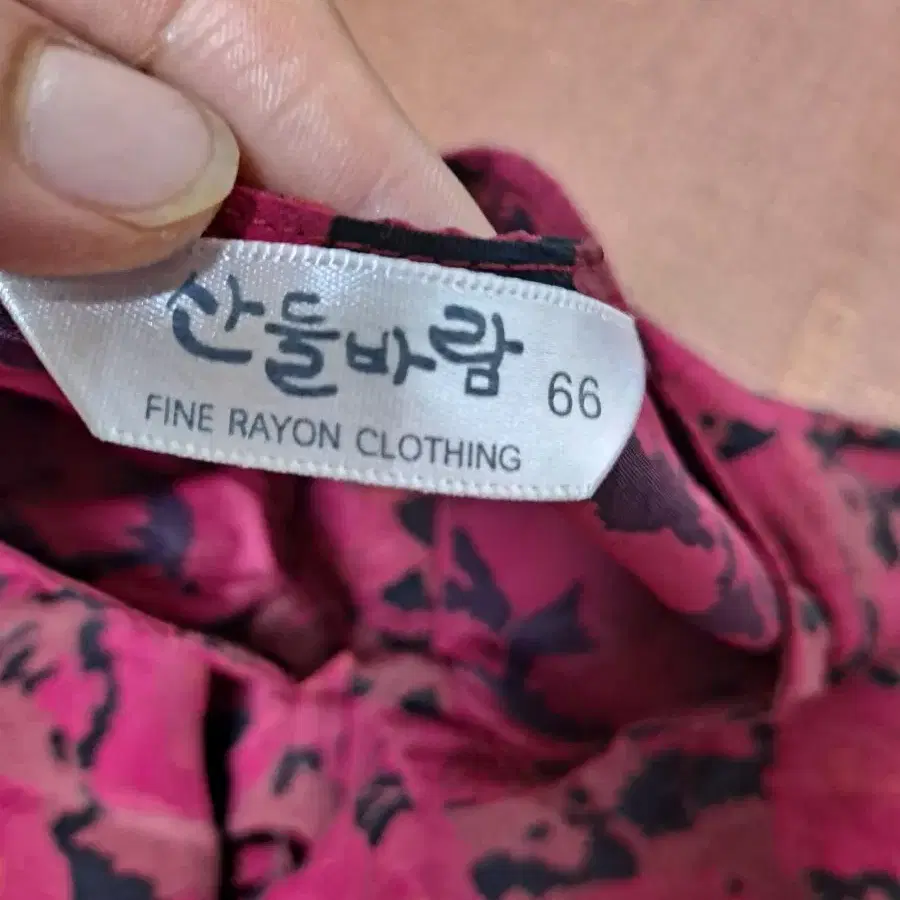 산들바람
66
FINE RAYON CLOTHING